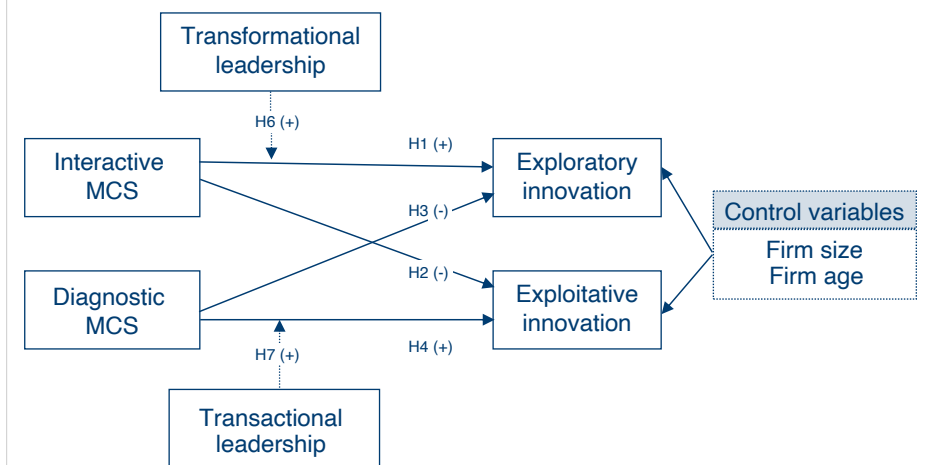 Transformational
leadership
H6 (+)
H1 (+)
Interactive
MCS
Exploratory
innovation
H3 (-)
Control variables
Firm size
Firm age
H2 (-)
Diagnostic
MCS
Exploitative
innovation
H7 (+)
H4 (+)
Transactional
leadership